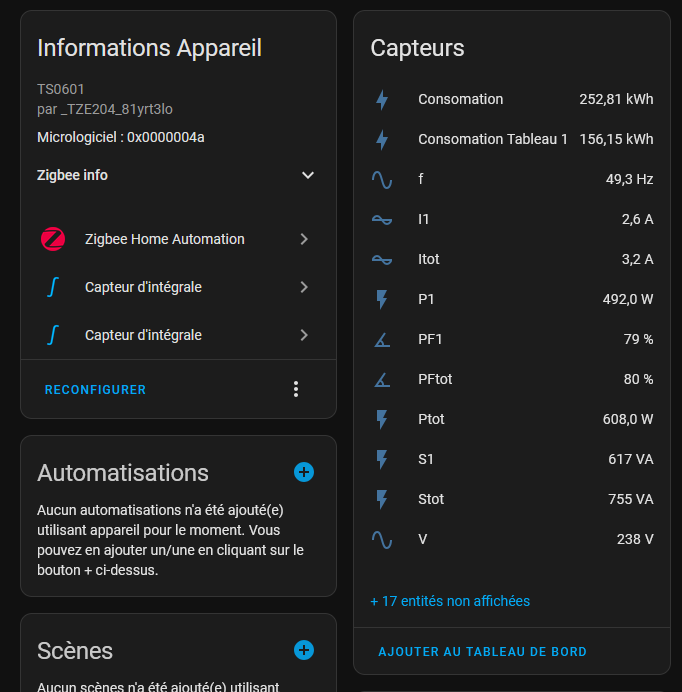 Informations Appareil
TS0601
par _TZE204_81yrt3lo
Micrologiciel : 0x0000004a
Zigbee info
Zigbee Home Automation
Capteur d'intégrale
Capteur d'intégrale
RECONFIGURER
Automatisations
Aucun automatisations n'a été ajouté(e)
utilisant appareil pour le moment. Vous
pouvez en ajouter un/une en cliquant sur le
bouton + ci-dessus.
Scènes
Aucun scènes n'a été ajouté(e) utilisant
Capteurs
Consomation 252,81 kWh
Consomation Tableau 1 156,15 kWh
f 49,3 Hz
I1 2,6 A
Itot 3,2 A
P1 492,0 W
PF1 79 %
PFtot 80 %
Ptot 608,0 W
S1 617 VA
Stot 755 VA
V 238 V
+ 17 entités non affichées
AJOUTER AU TABLEAU DE BORD